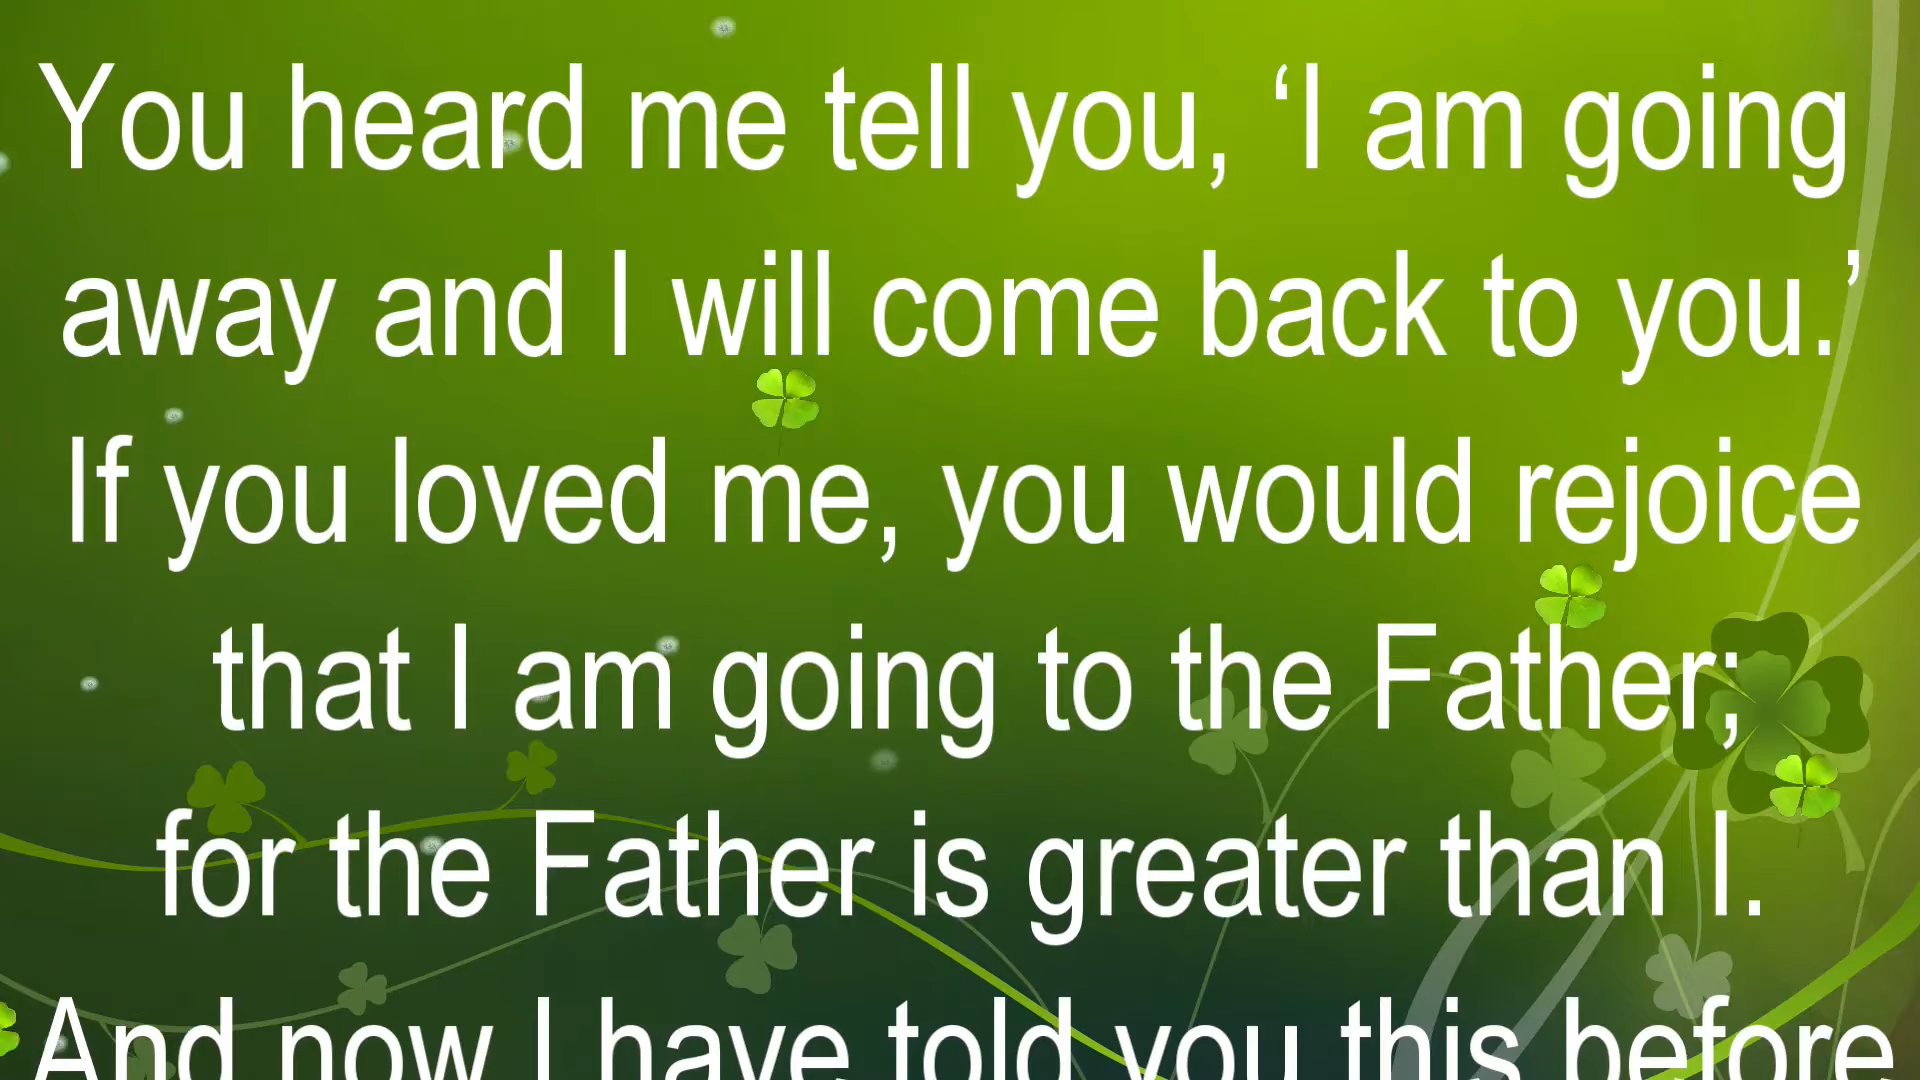 You heard me tell you, ‘I am going
away and I will come back to you.’
If you loved me, you would rejoice
that I am going to the Father;
for the Father is greater than I.
And now I have told you this before